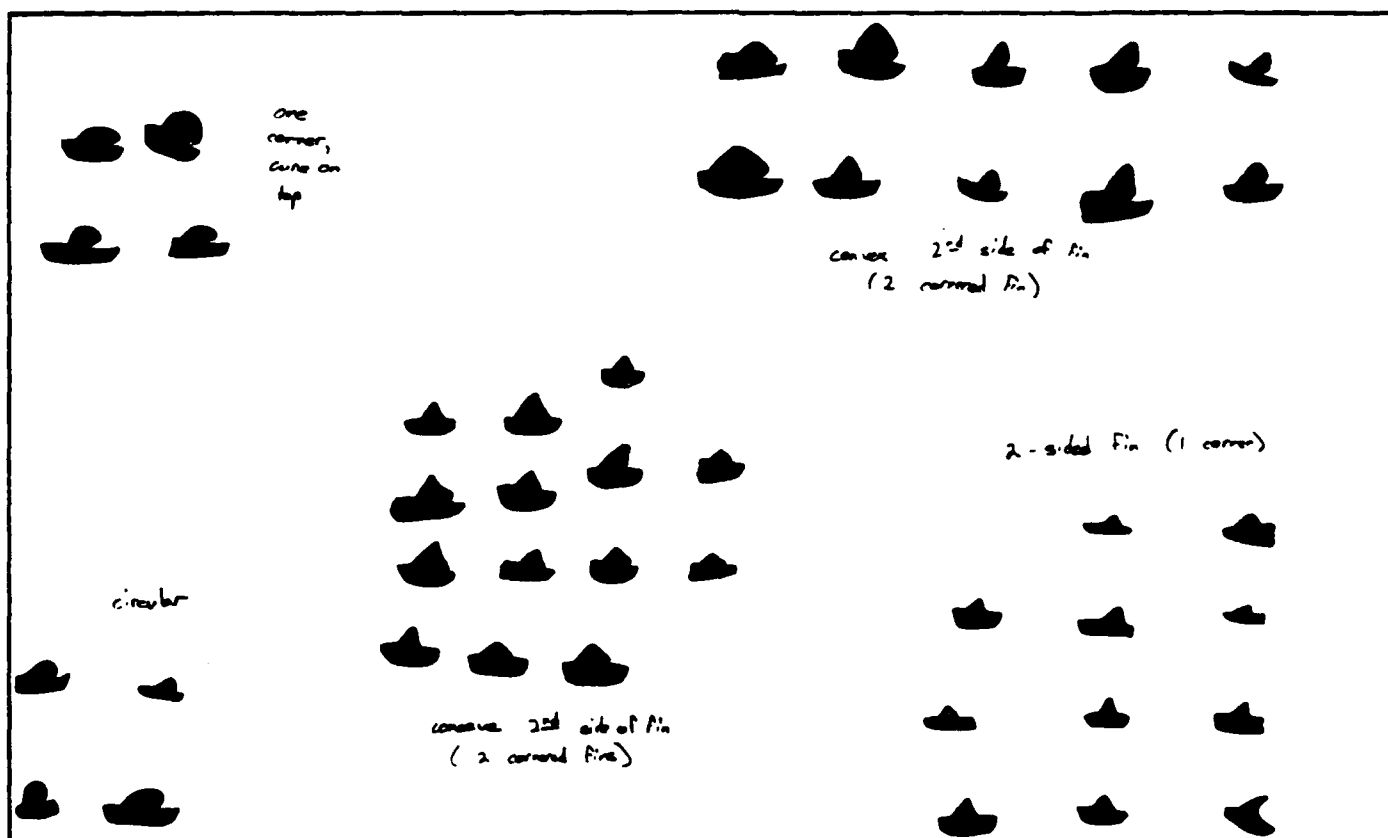 one
corner,
curve on
top
convex 2nd side of fin
(2 cornered fin)
2-sided fin (1 corner)
circular
concave 2nd side of fin
(2 cornered fins)